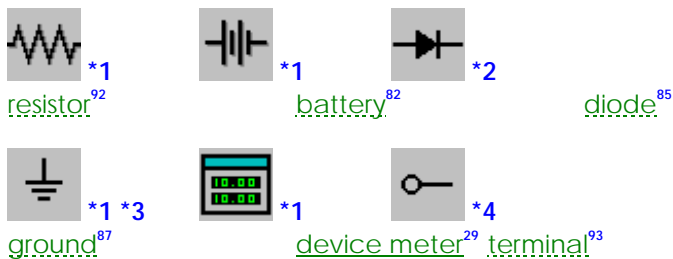 *1 *1 *2
resistor92 battery82 diode85
10.00
10.00
*1 *3 *1 *4
ground87 device meter29 terminal93